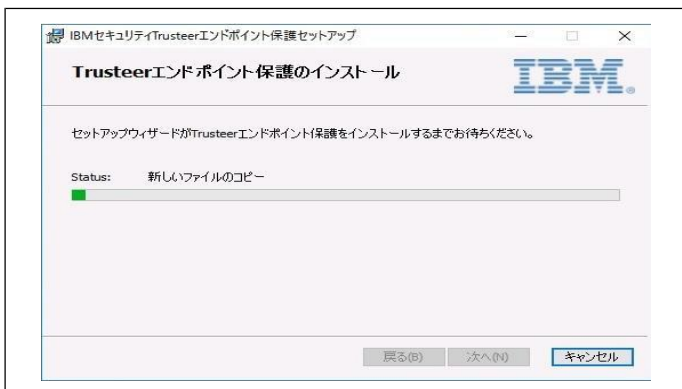 IBMセキュリティTrusteerエンドポイント保護セットアップ
Trusteerエンドポイント保護のインストール
IBM®
セットアップウィザードがTrusteerエンドポイント保護をインストールするまでお待ちください。
Status: 新しいファイルのコピー
戻る(B) 次へ(N) キャンセル